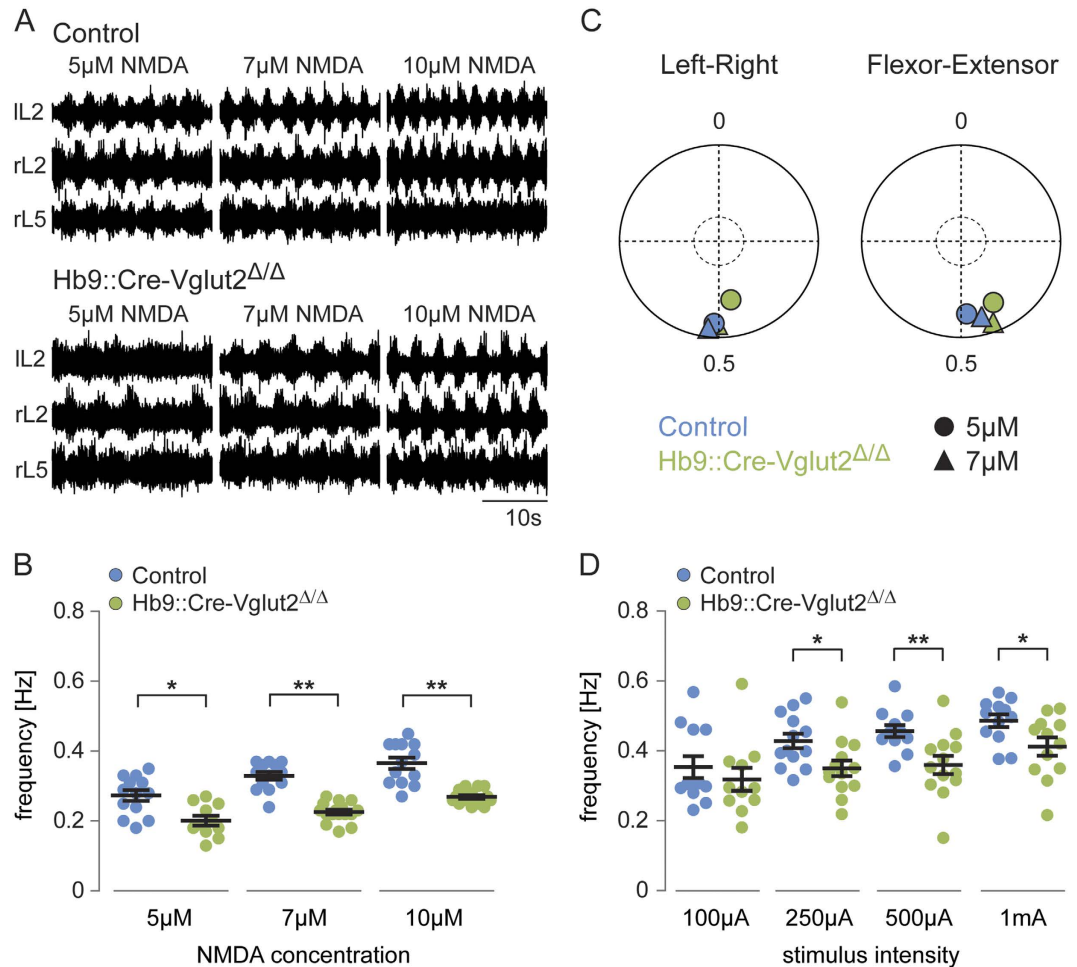 A
Control
5µM NMDA 7µM NMDA 10µM NMDA
lL2
rL2
rL5
Hb9::Cre-Vglut2Δ/Δ
5µM NMDA 7µM NMDA 10µM NMDA
lL2
rL2
rL5
10s
C
Left-Right Flexor-Extensor
0 0
0.5 0.5
Control 5µM
Hb9::Cre-Vglut2Δ/Δ 7µM
B
Control
Hb9::Cre-Vglut2Δ/Δ
frequency [Hz]
0.8
0.6
0.4
0.2
0
* ** **
5µM 7µM 10µM
NMDA concentration
D
Control
Hb9::Cre-Vglut2Δ/Δ
frequency [Hz]
0.8
0.6
0.4
0.2
0
* ** *
100µA 250µA 500µA 1mA
stimulus intensity